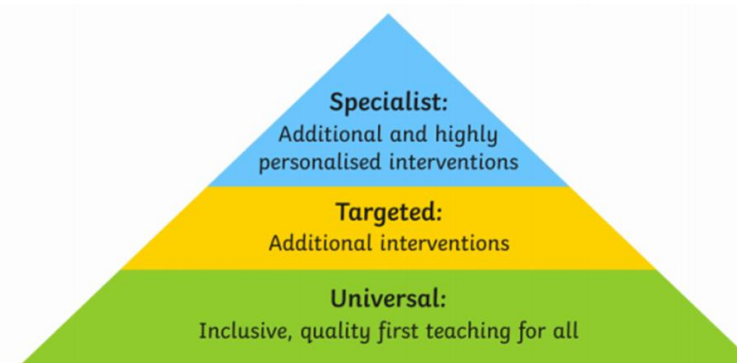 Specialist:
Additional and highly
personalised interventions
Targeted:
Additional interventions
Universal:
Inclusive, quality first teaching for all